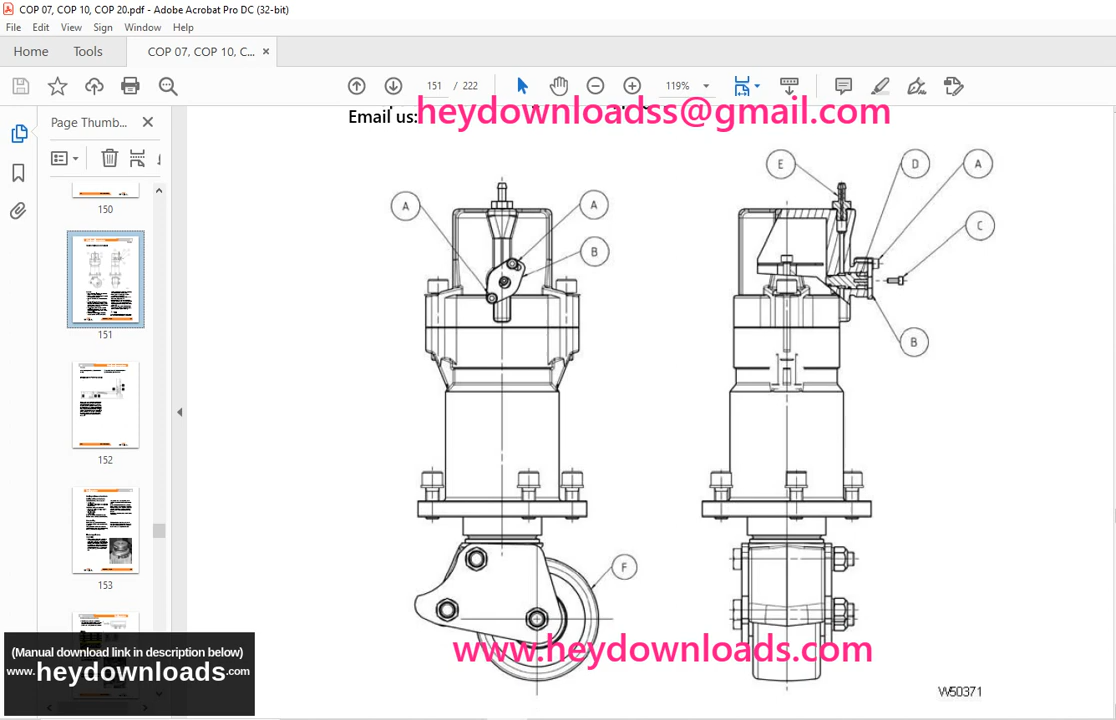 COP 07, COP 10, COP 20.pdf - Adobe Acrobat Pro DC (32-bit)
File Edit View Sign Window Help
Home Tools COP 07, COP 10, C... ×
151 / 222 119%
Page Thumb...
Email us:heydownloadss@gmail.com
150
151
152
153
A
A
B
E
D
A
C
B
F
www.heydownloads.com
W50371
(Manual download link in description below)
www.heydownloads.com